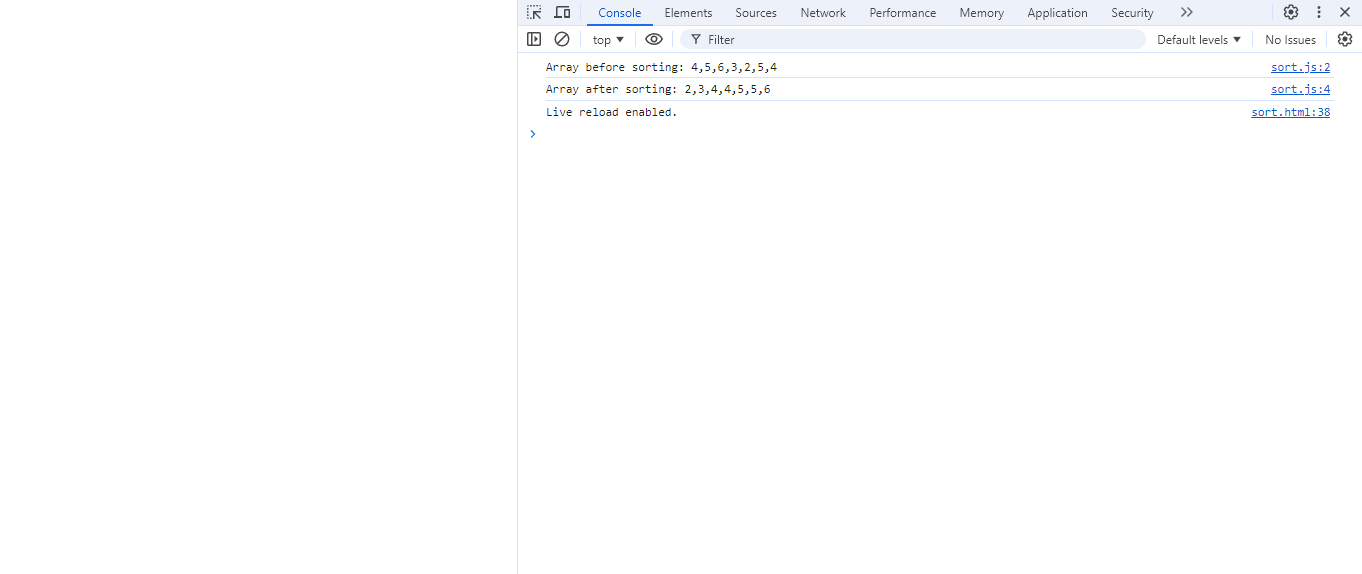 Console Elements Sources Network Performance Memory Application Security
top Filter Default levels No Issues
Array before sorting: 4,5,6,3,2,5,4 sort.js:2
Array after sorting: 2,3,4,4,5,5,6 sort.js:4
Live reload enabled. sort.html:38